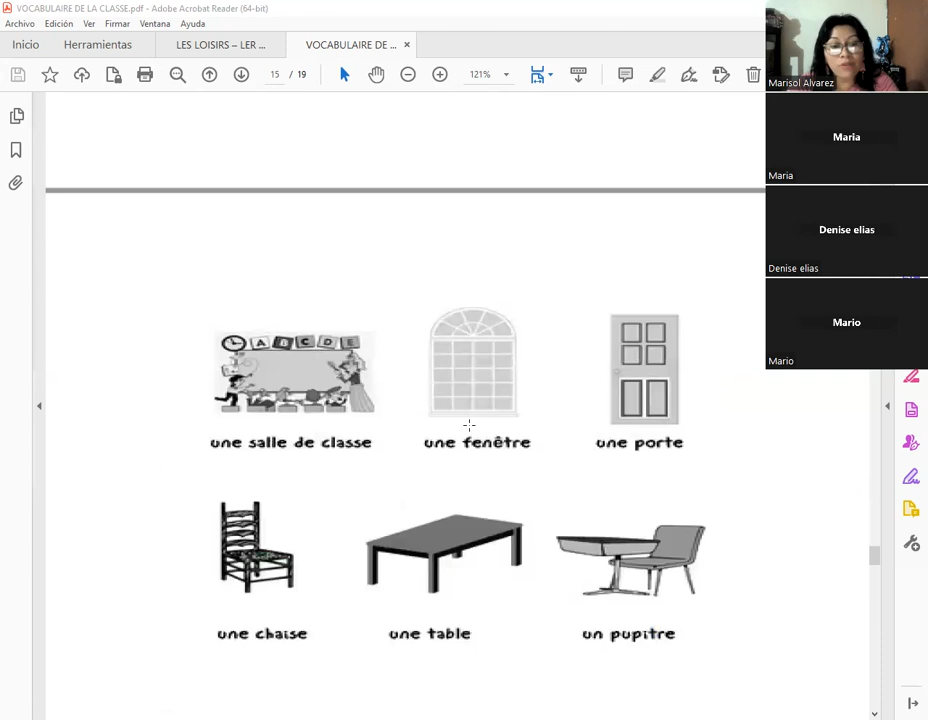 VOCABULAIRE DE LA CLASSE.pdf - Adobe Acrobat Reader (64-bit)
Archivo Edición Ver Firmar Ventana Ayuda
Inicio Herramientas LES LOISIRS – LER ... VOCABULAIRE DE ... ×
15 / 19 121%
Marisol Alvarez
Maria
Maria
Denise elias
Denise elias
Mario
Mario
A B C D E
une salle de classe une fenêtre une porte
une chaise une table un pupitre